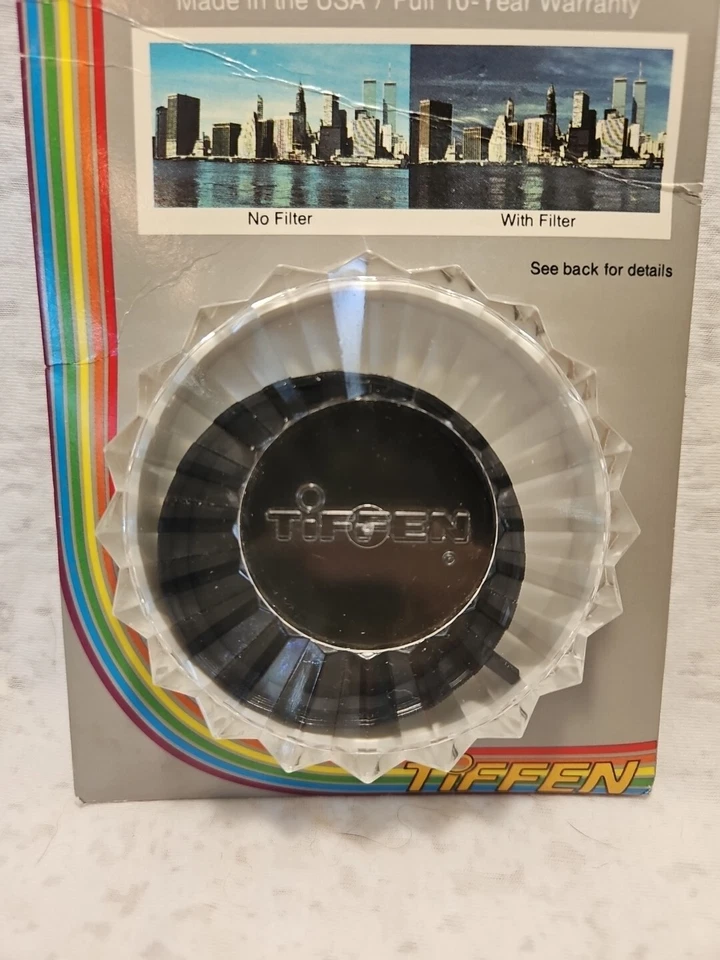 Made in the USA / Full 10-Year Warranty
No Filter
With Filter
See back for details
TiFFEN
®
TiFFEN